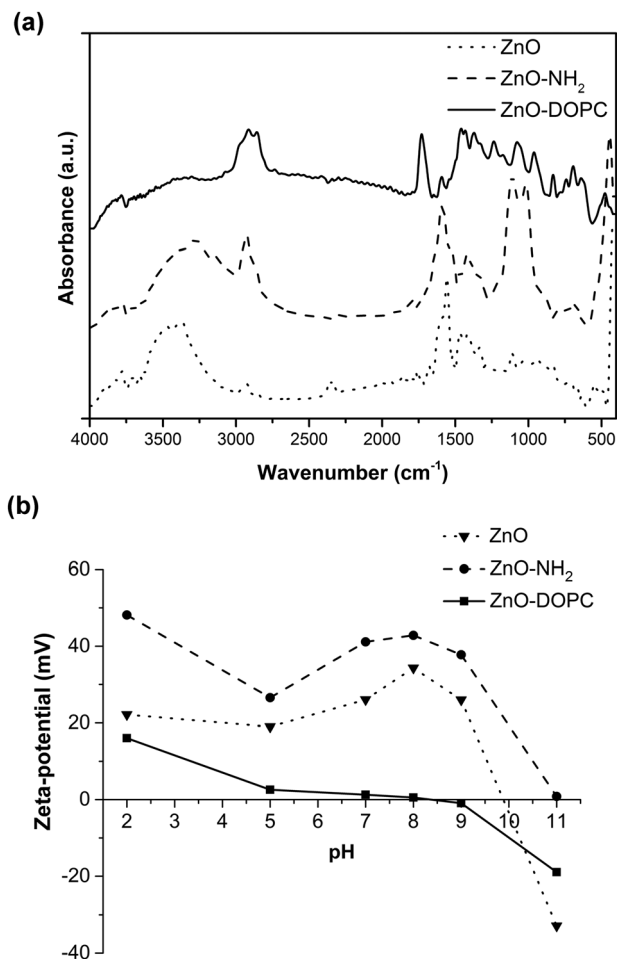 (a)
ZnO
ZnO-NH₂
ZnO-DOPC
Absorbance (a.u.)
4000 3500 3000 2500 2000 1500 1000 500
Wavenumber (cm⁻¹)
(b)
ZnO
ZnO-NH₂
ZnO-DOPC
Zeta-potential (mV)
60
40
20
0
-20
-40
2 3 4 5 6 7 8 9 10 11
pH